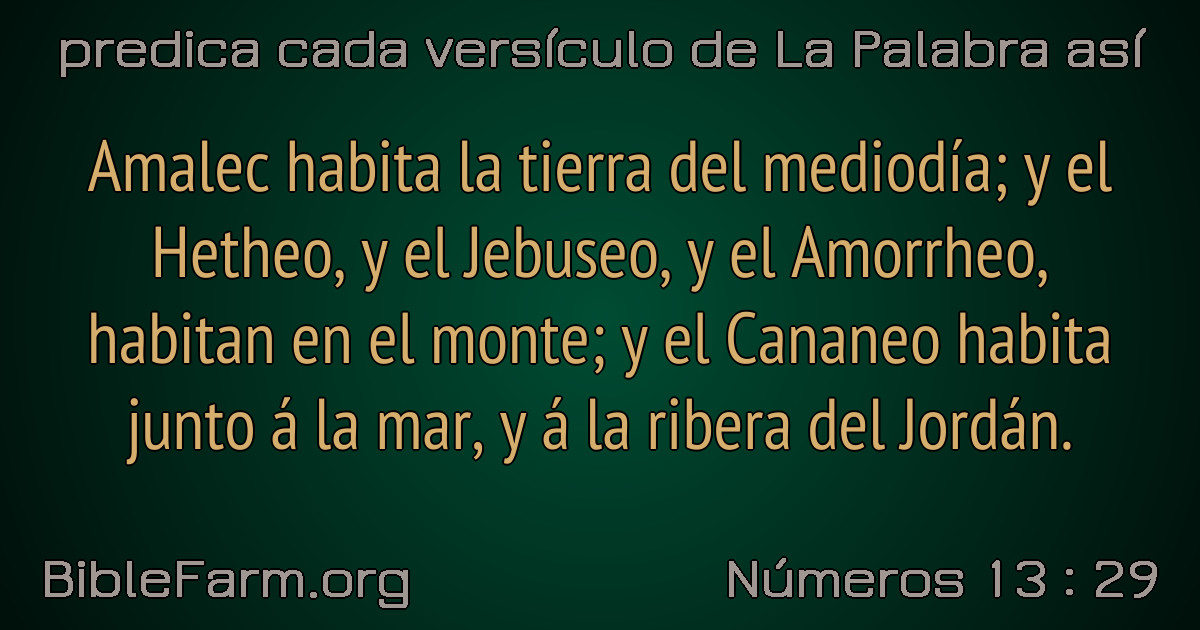 predica cada versículo de La Palabra así
Amalec habita la tierra del mediodía; y el
Hetheo, y el Jebuseo, y el Amorrheo,
habitan en el monte; y el Cananeo habita
junto á la mar, y á la ribera del Jordán.
BibleFarm.org
Números 13 : 29